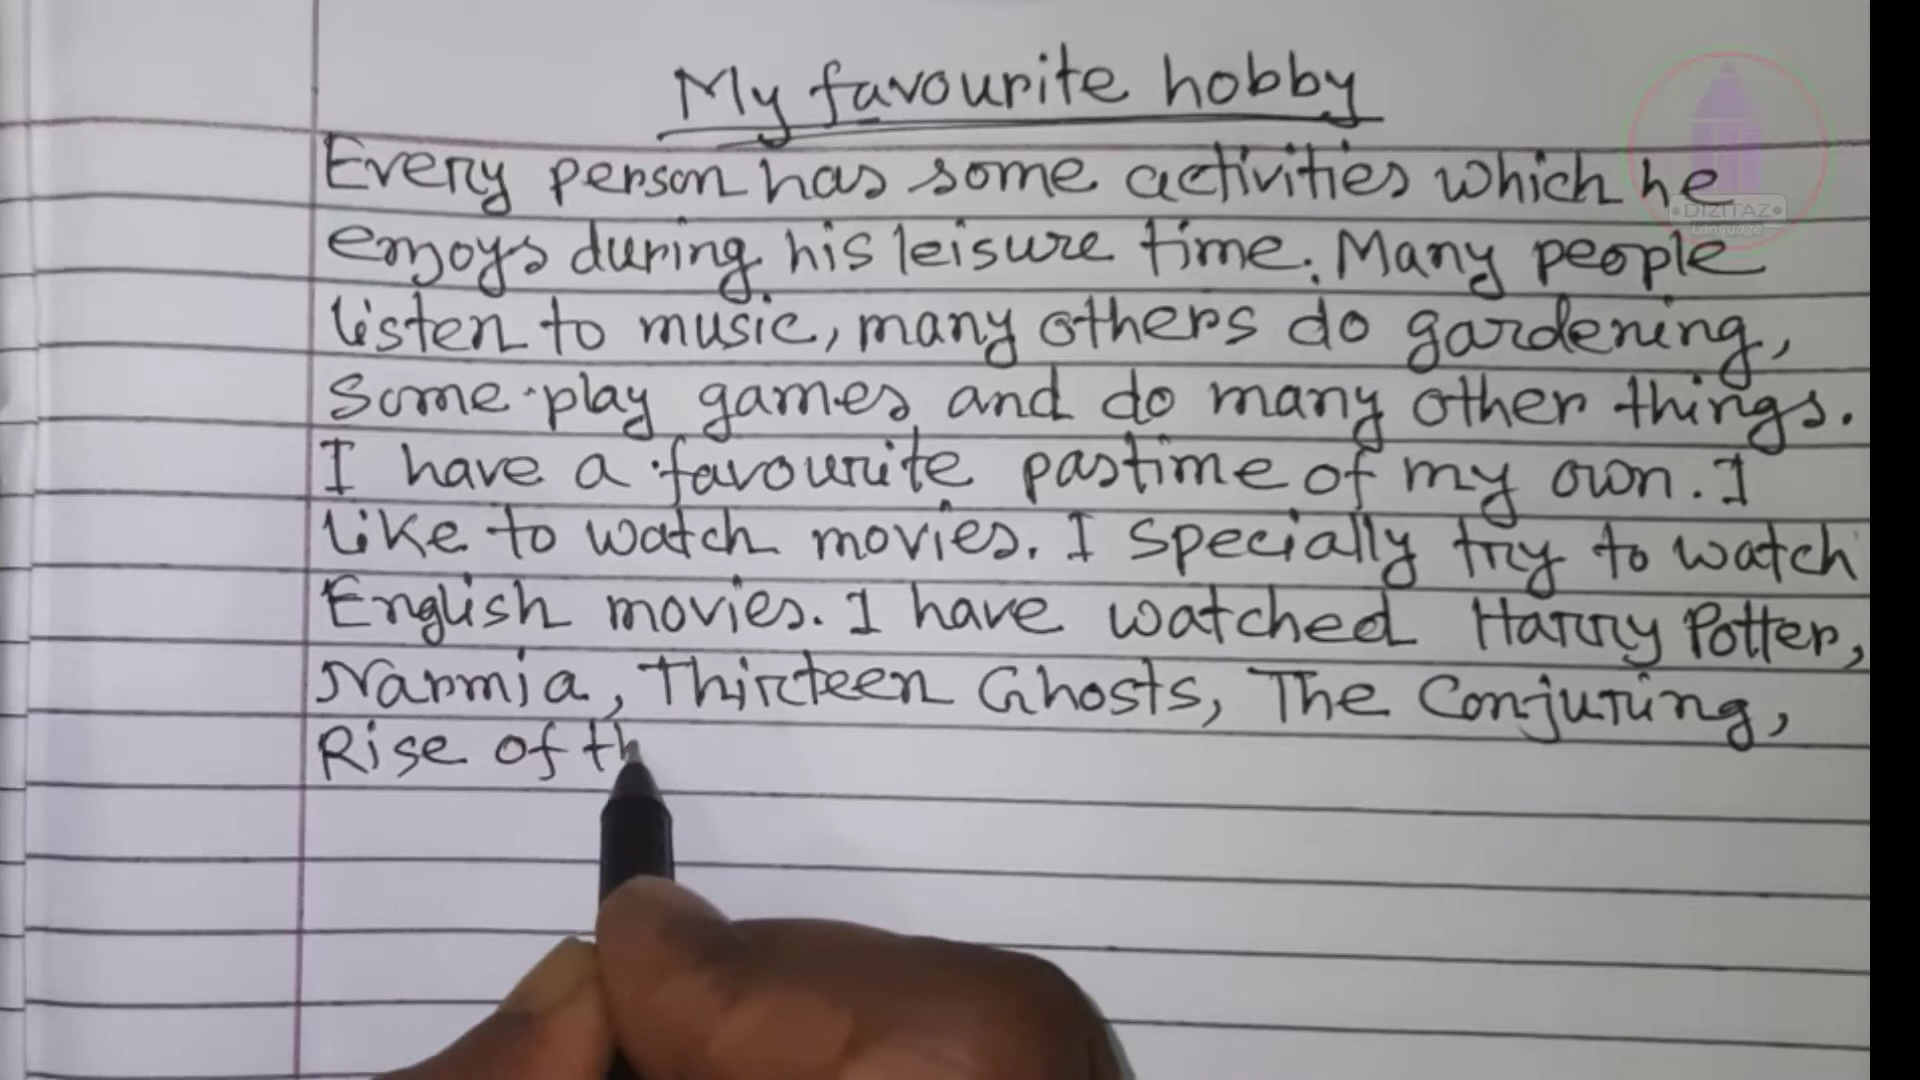 My favourite hobby
Every person has some activities which he
enjoys during his leisure time. Many people
listen to music, many others do gardening,
Some play games and do many other things.
I have a favourite pastime of my own. I
like to watch movies. I specially try to watch
English movies. I have watched Harry Potter,
Narnia, Thirteen Ghosts, The Conjuring,
Rise of th
DIZITAZ
Language